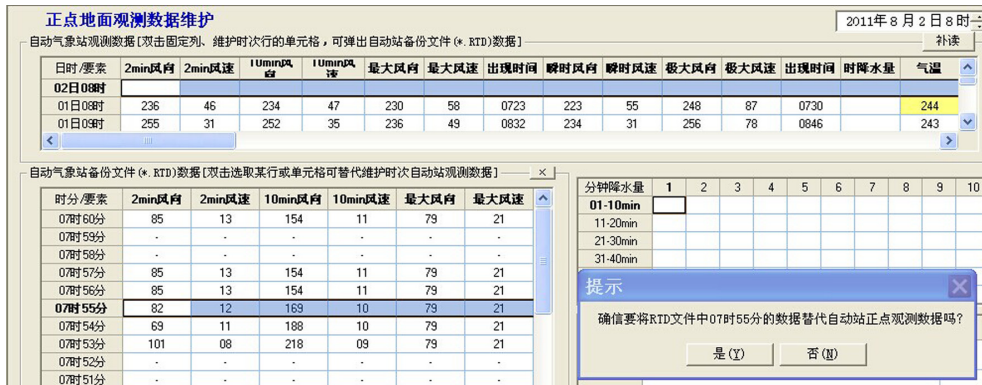 正点地面观测数据维护
2011年 8 月 2 日 8 时
自动气象站观测数据[双击固定列、维护时次行的单元格，可弹出自动站备份文件(*.RTD)数据]
补读
日时/要素 2min风向 2min风速 10min风向 10min风速 最大风向 最大风速 出现时间 瞬时风向 瞬时风速 极大风向 极大风速 出现时间 时降水量 气温
02日08时
01日08时 236 46 234 47 230 58 0723 223 55 248 87 0730 244
01日09时 255 31 252 35 236 49 0832 234 31 256 78 0846 243
自动气象站备份文件(*.RTD)数据[双击选取某行或单元格可替代维护时次自动站观测数据]
时分/要素 2min风向 2min风速 10min风向 10min风速 最大风向 最大风速
07时60分 85 13 154 11 79 21
07时59分 - - - - - -
07时58分 - - - - - -
07时57分 85 13 154 11 79 21
07时56分 85 13 154 11 79 21
07时55分 82 12 169 10 79 21
07时54分 69 11 188 10 79 21
07时53分 101 08 218 09 79 21
07时52分 - - - - - -
07时51分 - - - - - -
分钟降水量 1 2 3 4 5 6 7 8 9 10
01-10min
11-20min
21-30min
31-40min
提示
确信要将RTD文件中07时55分的数据替代自动站正点观测数据吗?
是(Y) 否(N)